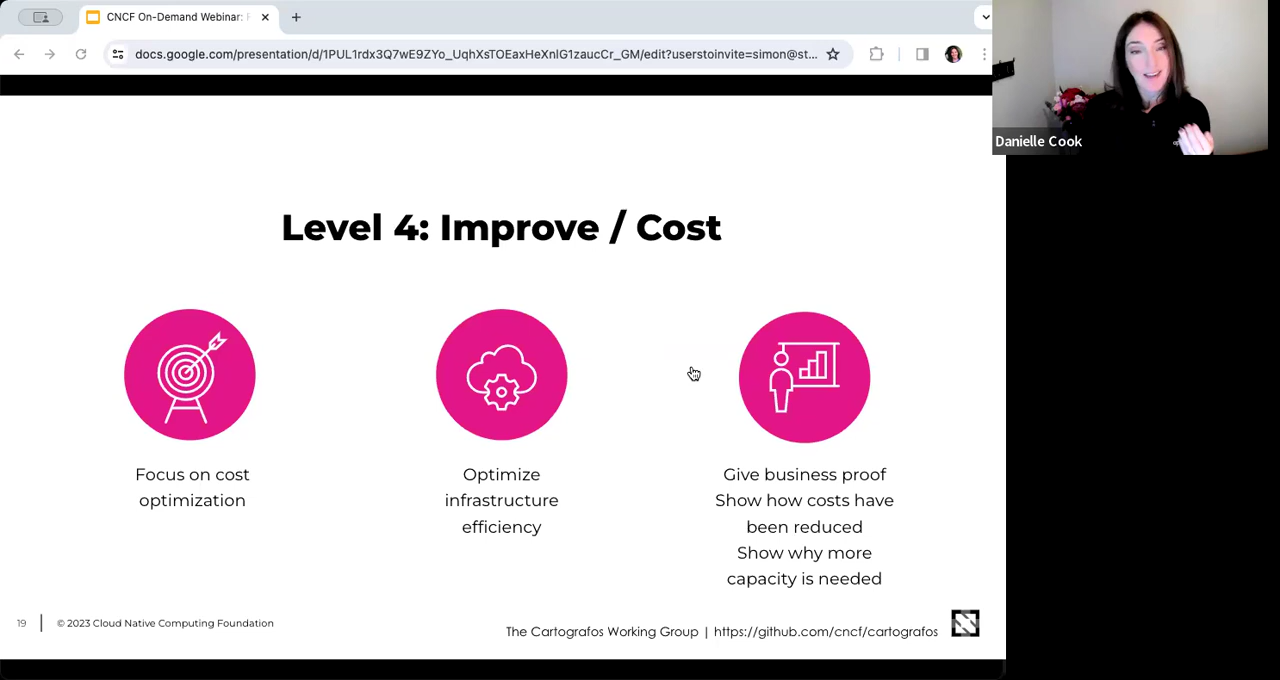 CNCF On-Demand Webinar:
docs.google.com/presentation/d/1PUL1rdx3Q7wE9ZYo_UqhXsTOEaxHeXnlG1zaucCr_GM/edit?userstoinvite=simon@st...
Danielle Cook
Level 4: Improve / Cost
Focus on cost
optimization
Optimize
infrastructure
efficiency
Give business proof
Show how costs have
been reduced
Show why more
capacity is needed
19
© 2023 Cloud Native Computing Foundation
The Cartografos Working Group | https://github.com/cncf/cartografos